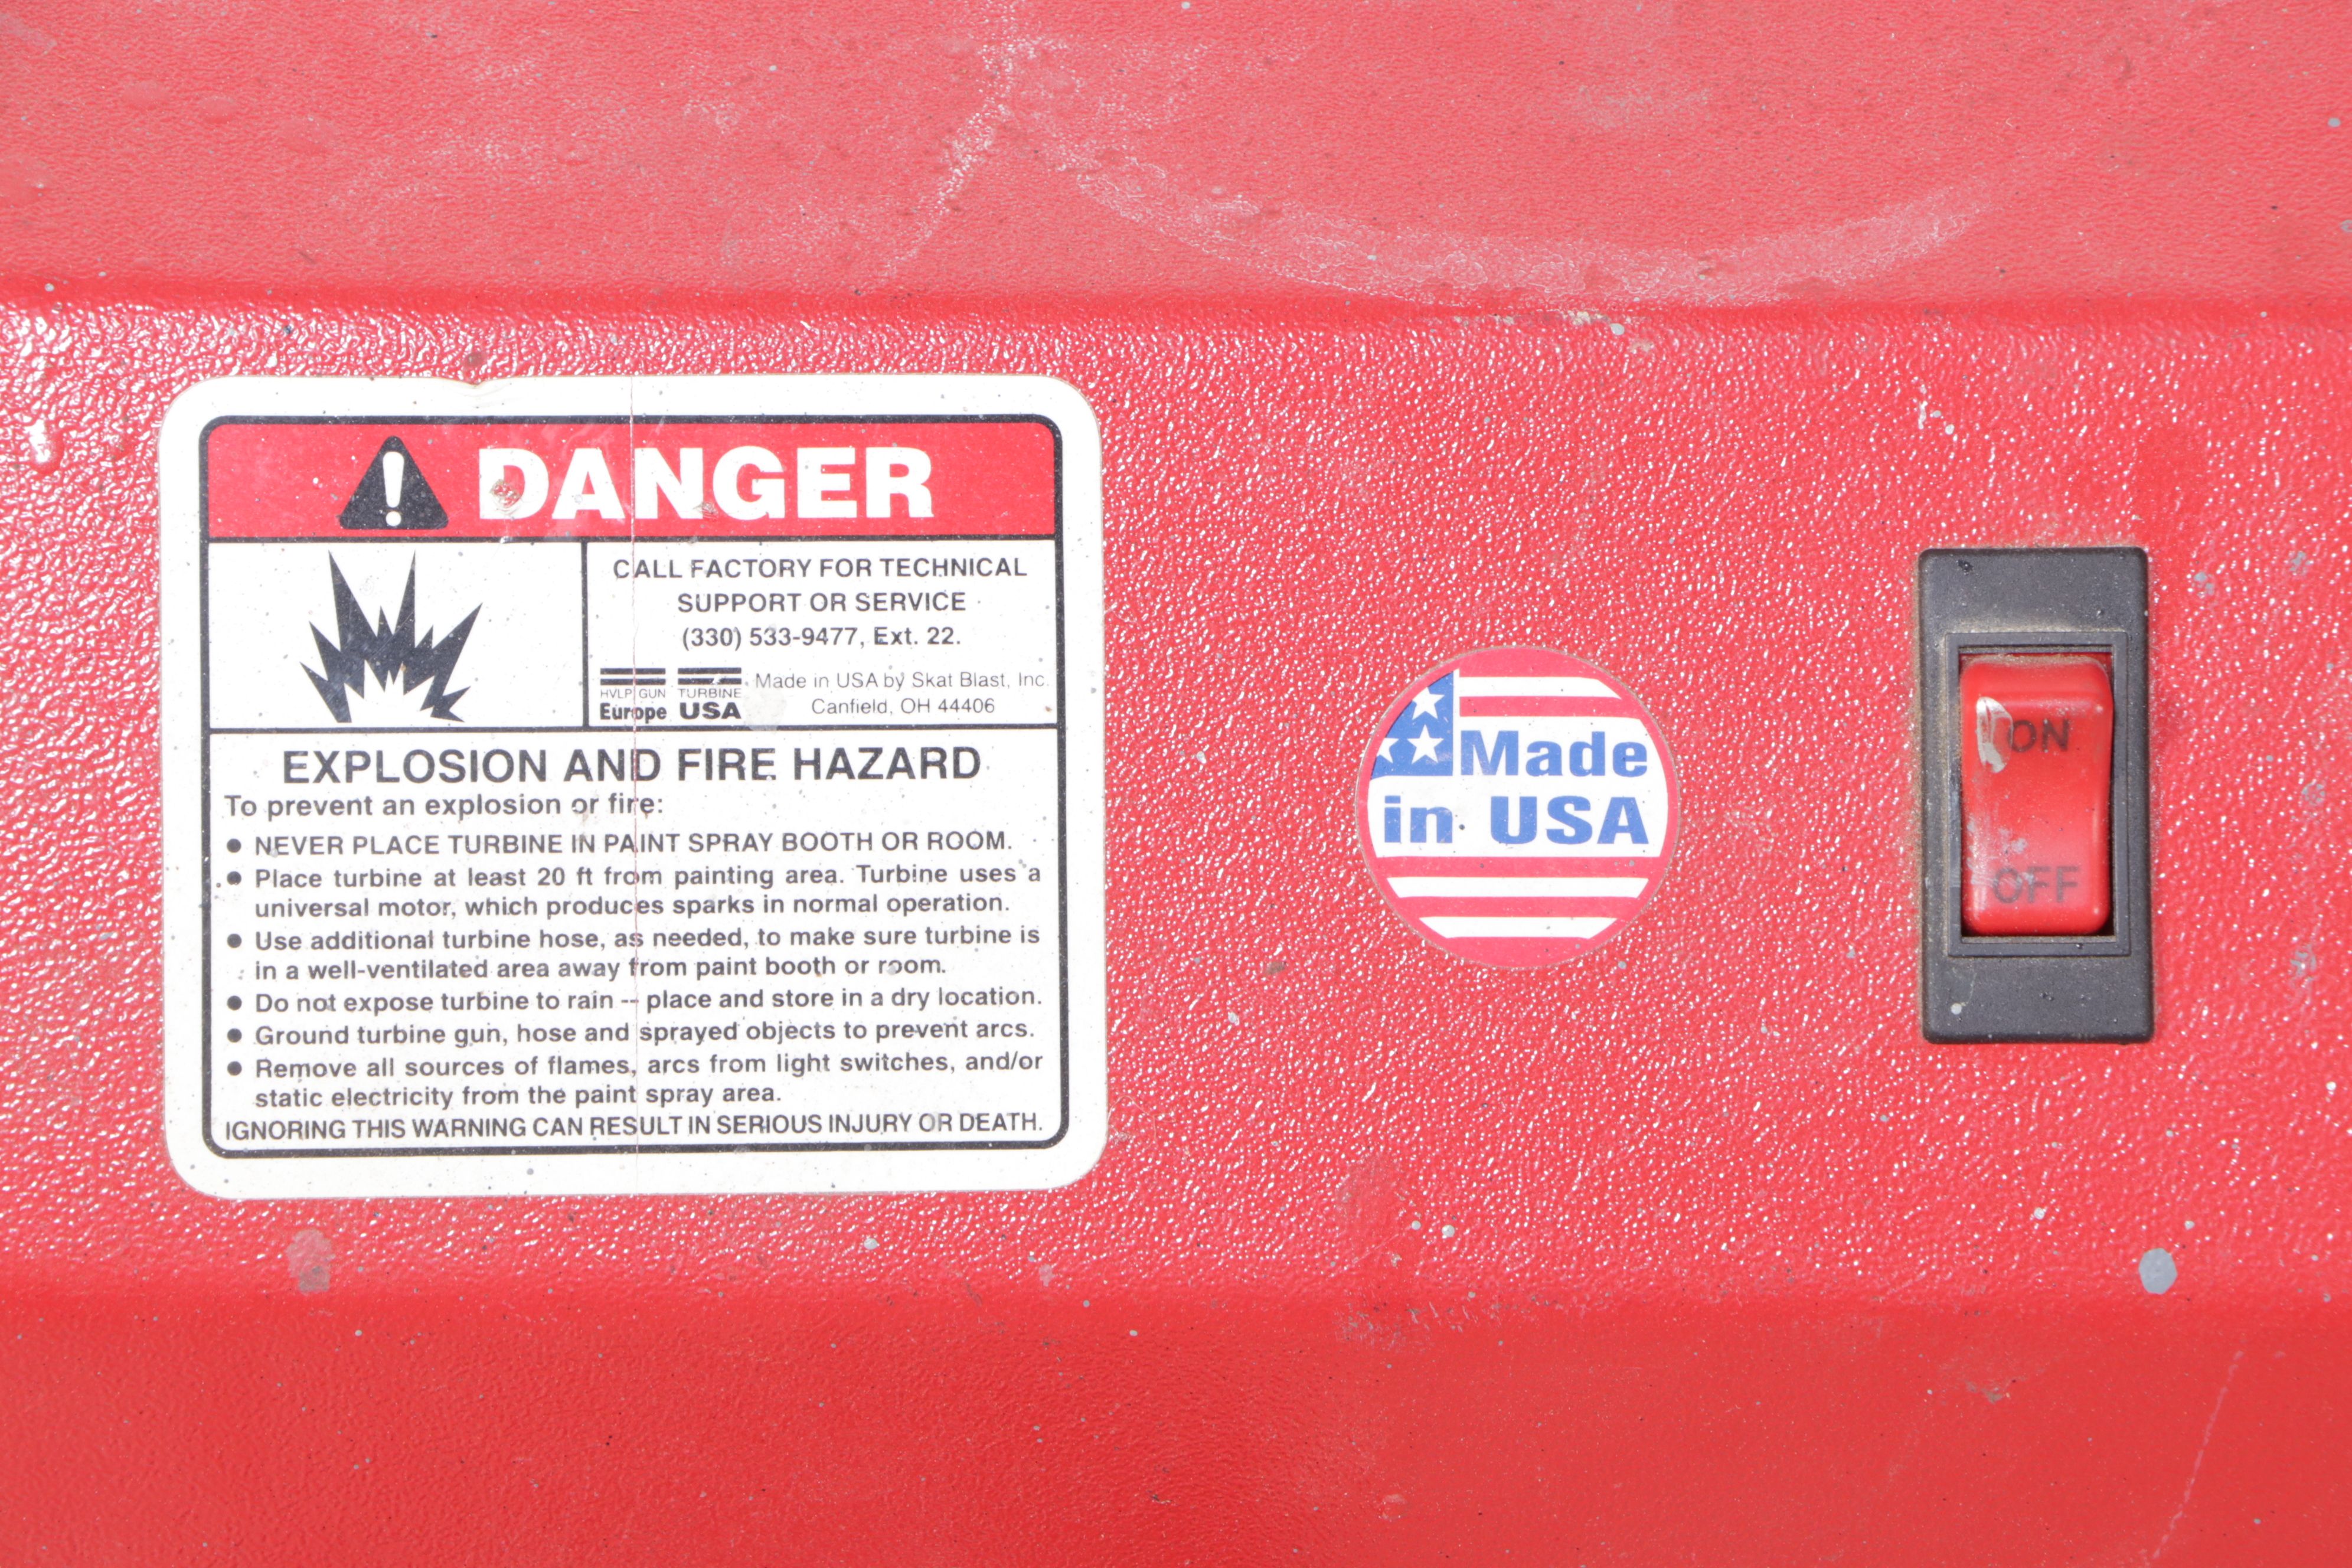 DANGER
CALL FACTORY FOR TECHNICAL
SUPPORT OR SERVICE
(330) 533-9477, Ext. 22.
HVLP GUN
Europe
TURBINE
USA
Made in USA by Skat Blast, Inc.
Canfield, OH 44406
EXPLOSION AND FIRE HAZARD
To prevent an explosion or fire:
● NEVER PLACE TURBINE IN PAINT SPRAY BOOTH OR ROOM.
● Place turbine at least 20 ft from painting area. Turbine uses a
universal motor, which produces sparks in normal operation.
● Use additional turbine hose, as needed, to make sure turbine is
in a well-ventilated area away from paint booth or room.
● Do not expose turbine to rain -- place and store in a dry location.
● Ground turbine gun, hose and sprayed objects to prevent arcs.
● Remove all sources of flames, arcs from light switches, and/or
static electricity from the paint spray area.
IGNORING THIS WARNING CAN RESULT IN SERIOUS INJURY OR DEATH.
Made
in USA
ON
OFF